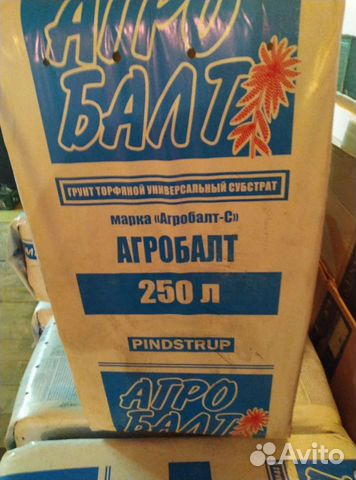 АГРО
БАЛТ
ГРУНТ ТОРФЯНОЙ УНИВЕРСАЛЬНЫЙ СУБСТРАТ
марка «Агробалт-С»
АГРОБАЛТ
250 л
PINDSTRUP
АГРО
БАЛТ
Avito